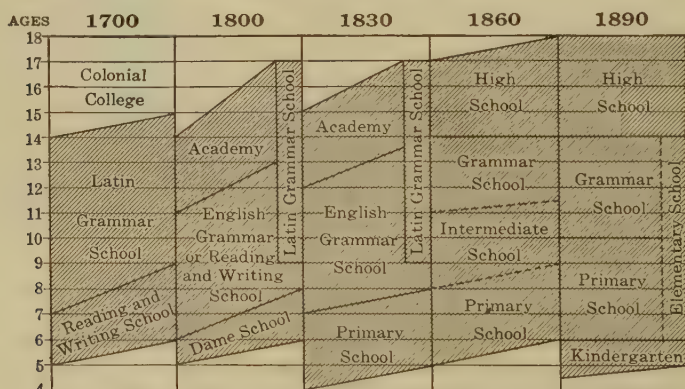 AGES 1700 1800 1830 1860 1890
18
17
16
15
14
13
12
11
10
9
8
7
6
5
4
Colonial
College
Latin
Grammar
School
Reading and
Writing School
Academy
English
Grammar
or Reading
and Writing
School
Dame School
Latin Grammar School
Academy
English
Grammar
School
Primary
School
Latin Grammar School
High
School
Grammar
School
Intermediate
School
Primary
School
High
School
Grammar
School
Primary
School
Kindergarten
Elementary School